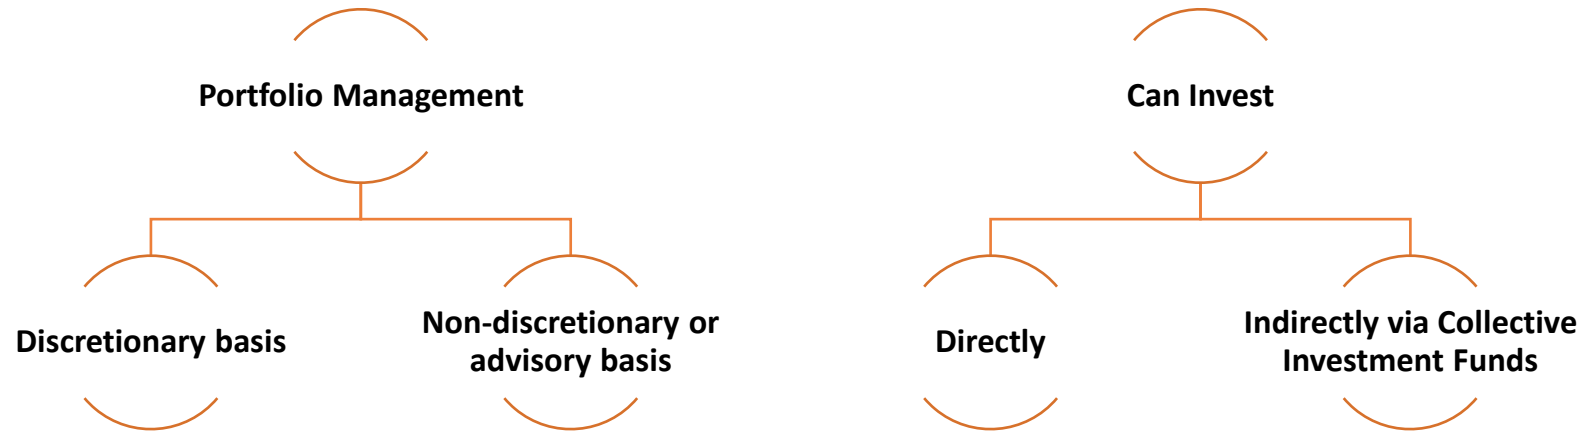 Portfolio Management
Discretionary basis
Non-discretionary or
advisory basis
Can Invest
Directly
Indirectly via Collective
Investment Funds